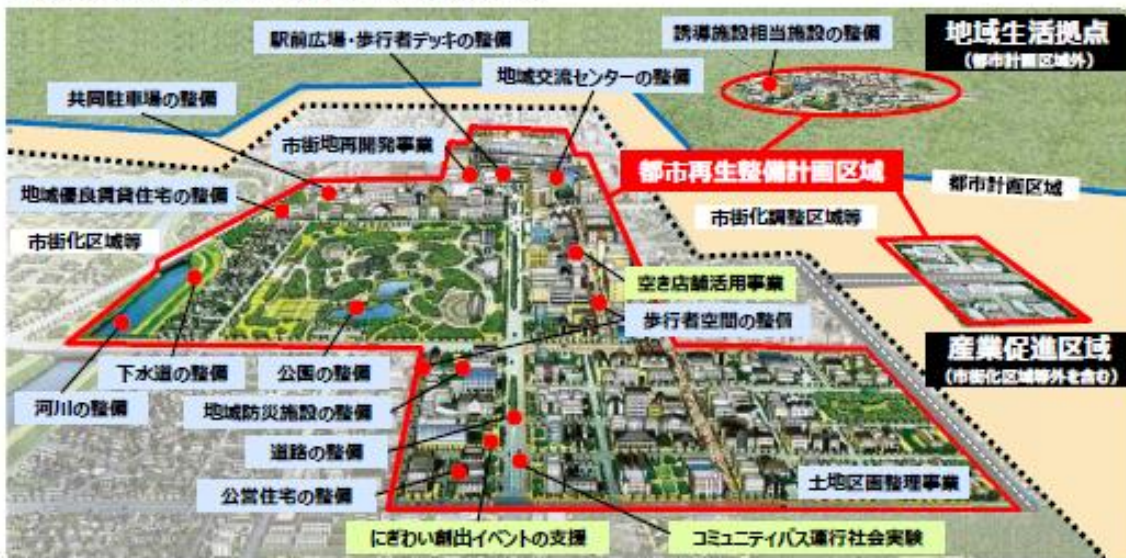 駅前広場・歩行者デッキの整備
誘導施設相当施設の整備
地域生活拠点
(都市計画区域外)
地域交流センターの整備
共同駐車場の整備
市街地再開発事業
都市再生整備計画区域
都市計画区域
地域優良賃貸住宅の整備
市街化調整区域等
市街化区域等
空き店舗活用事業
歩行者空間の整備
産業促進区域
(市街化区域等外を含む)
下水道の整備
公園の整備
河川の整備
地域防災施設の整備
道路の整備
公営住宅の整備
土地区画整理事業
にぎわい創出イベントの支援
コミュニティバス運行社会実験